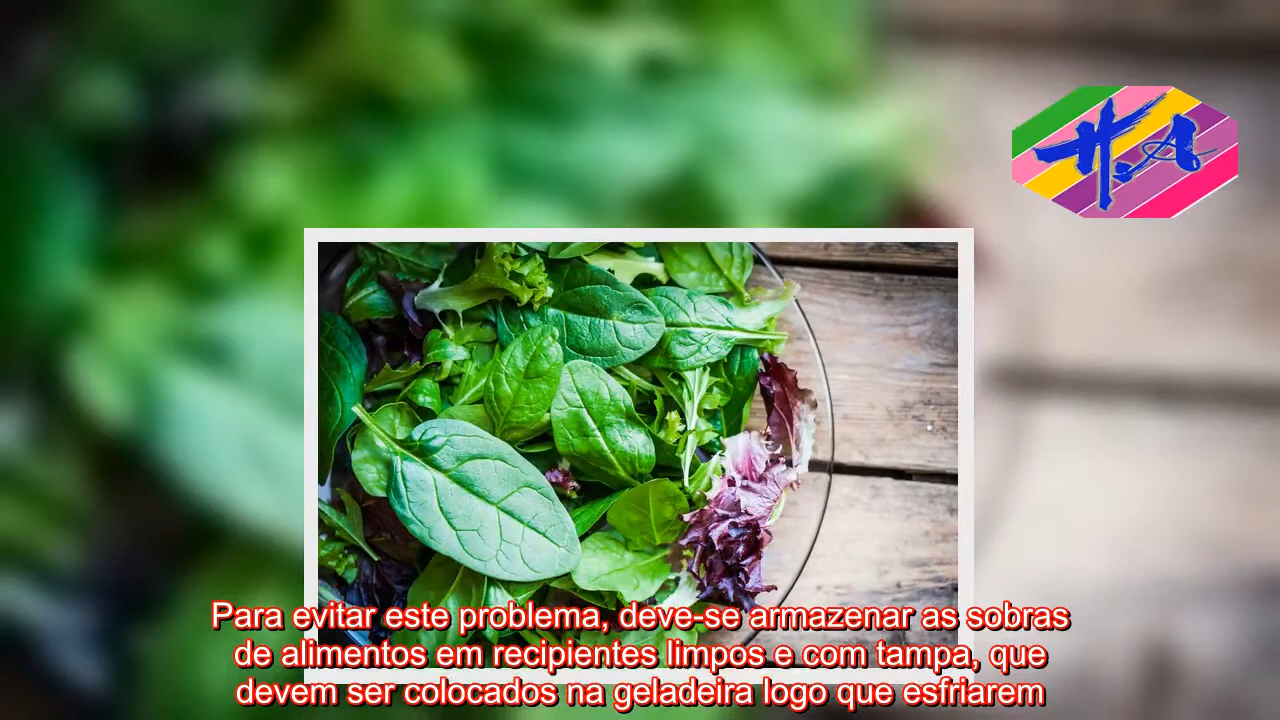 H.A
Para evitar este problema, deve-se armazenar as sobras
de alimentos em recipientes limpos e com tampa, que
devem ser colocados na geladeira logo que esfriarem